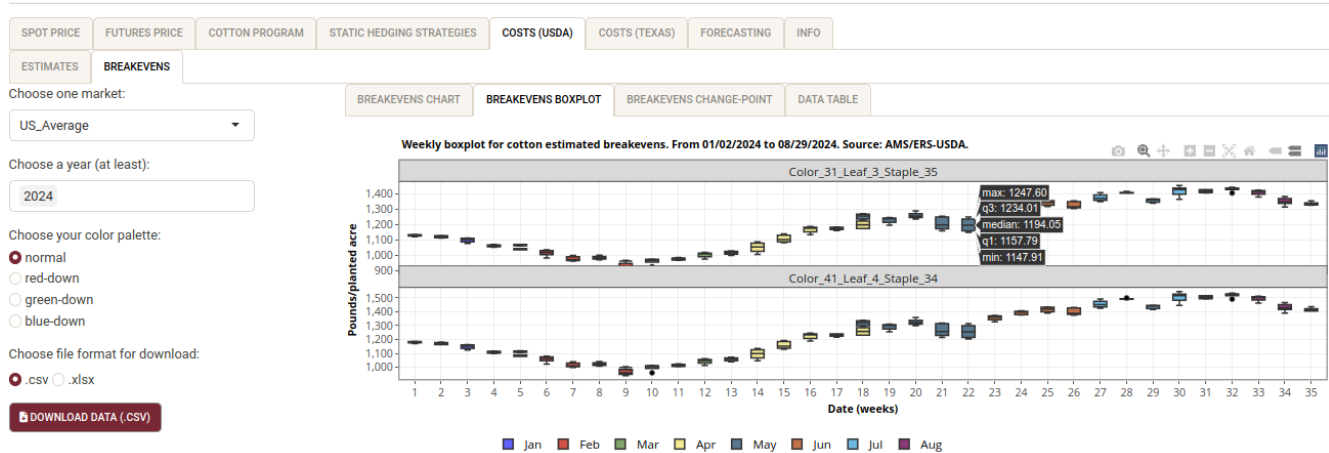 SPOT PRICE FUTURES PRICE COTTON PROGRAM STATIC HEDGING STRATEGIES COSTS (USDA) COSTS (TEXAS) FORECASTING INFO
ESTIMATES BREAKEVENS
Choose one market:
US_Average
Choose a year (at least):
2024
Choose your color palette:
normal
red-down
green-down
blue-down
Choose file format for download:
.csv .xlsx
DOWNLOAD DATA (.CSV)
BREAKEVENS CHART BREAKEVENS BOXPLOT BREAKEVENS CHANGE-POINT DATA TABLE
Weekly boxplot for cotton estimated breakevens. From 01/02/2024 to 08/29/2024. Source: AMS/ERS-USDA.
Color_31_Leaf_3_Staple_35
1,400
1,300
1,200
1,100
1,000
900
max: 1247.60
q3: 1234.01
median: 1194.05
q1: 1157.79
min: 1147.91
Color_41_Leaf_4_Staple_34
1,500
1,400
1,300
1,200
1,100
1,000
Pounds/planted acre
1 2 3 4 5 6 7 8 9 10 11 12 13 14 15 16 17 18 19 20 21 22 23 24 25 26 27 28 29 30 31 32 33 34 35
Date (weeks)
Jan Feb Mar Apr May Jun Jul Aug